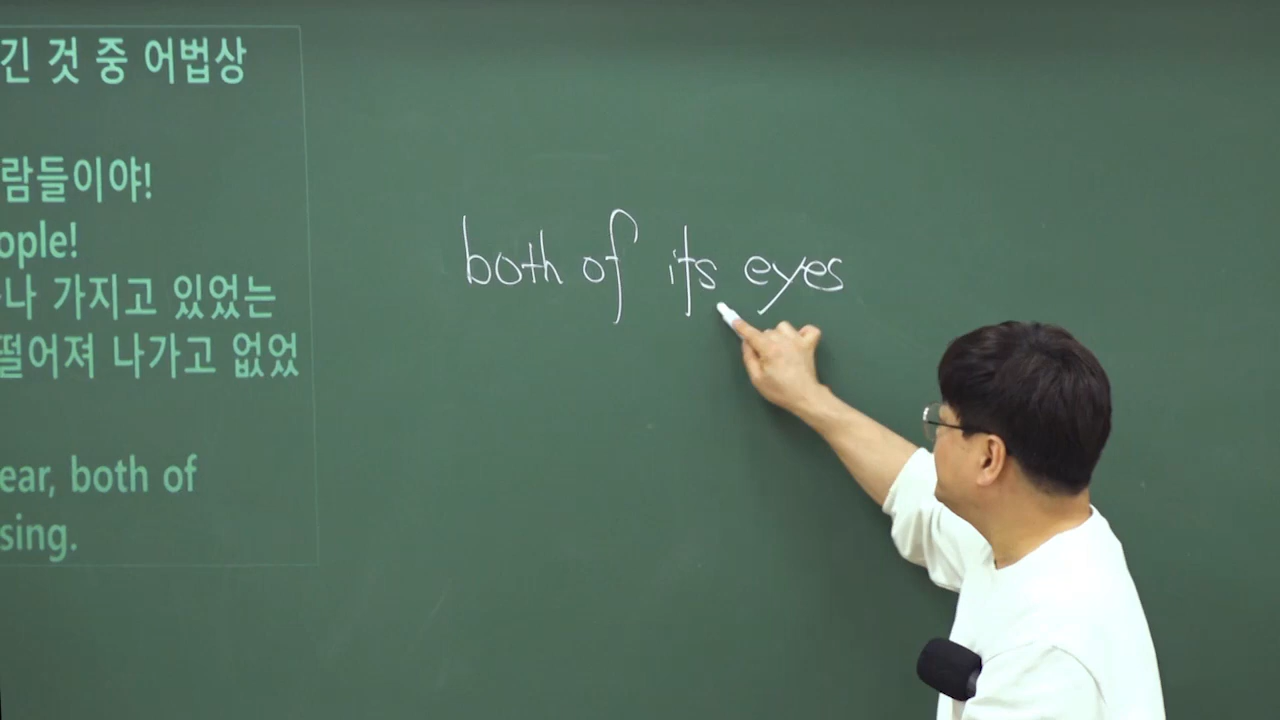 긴 것 중 어법상
람들이야!
ople!
나 가지고 있었는
떨어져 나가고 없었
ear, both of
sing.
both of its eyes